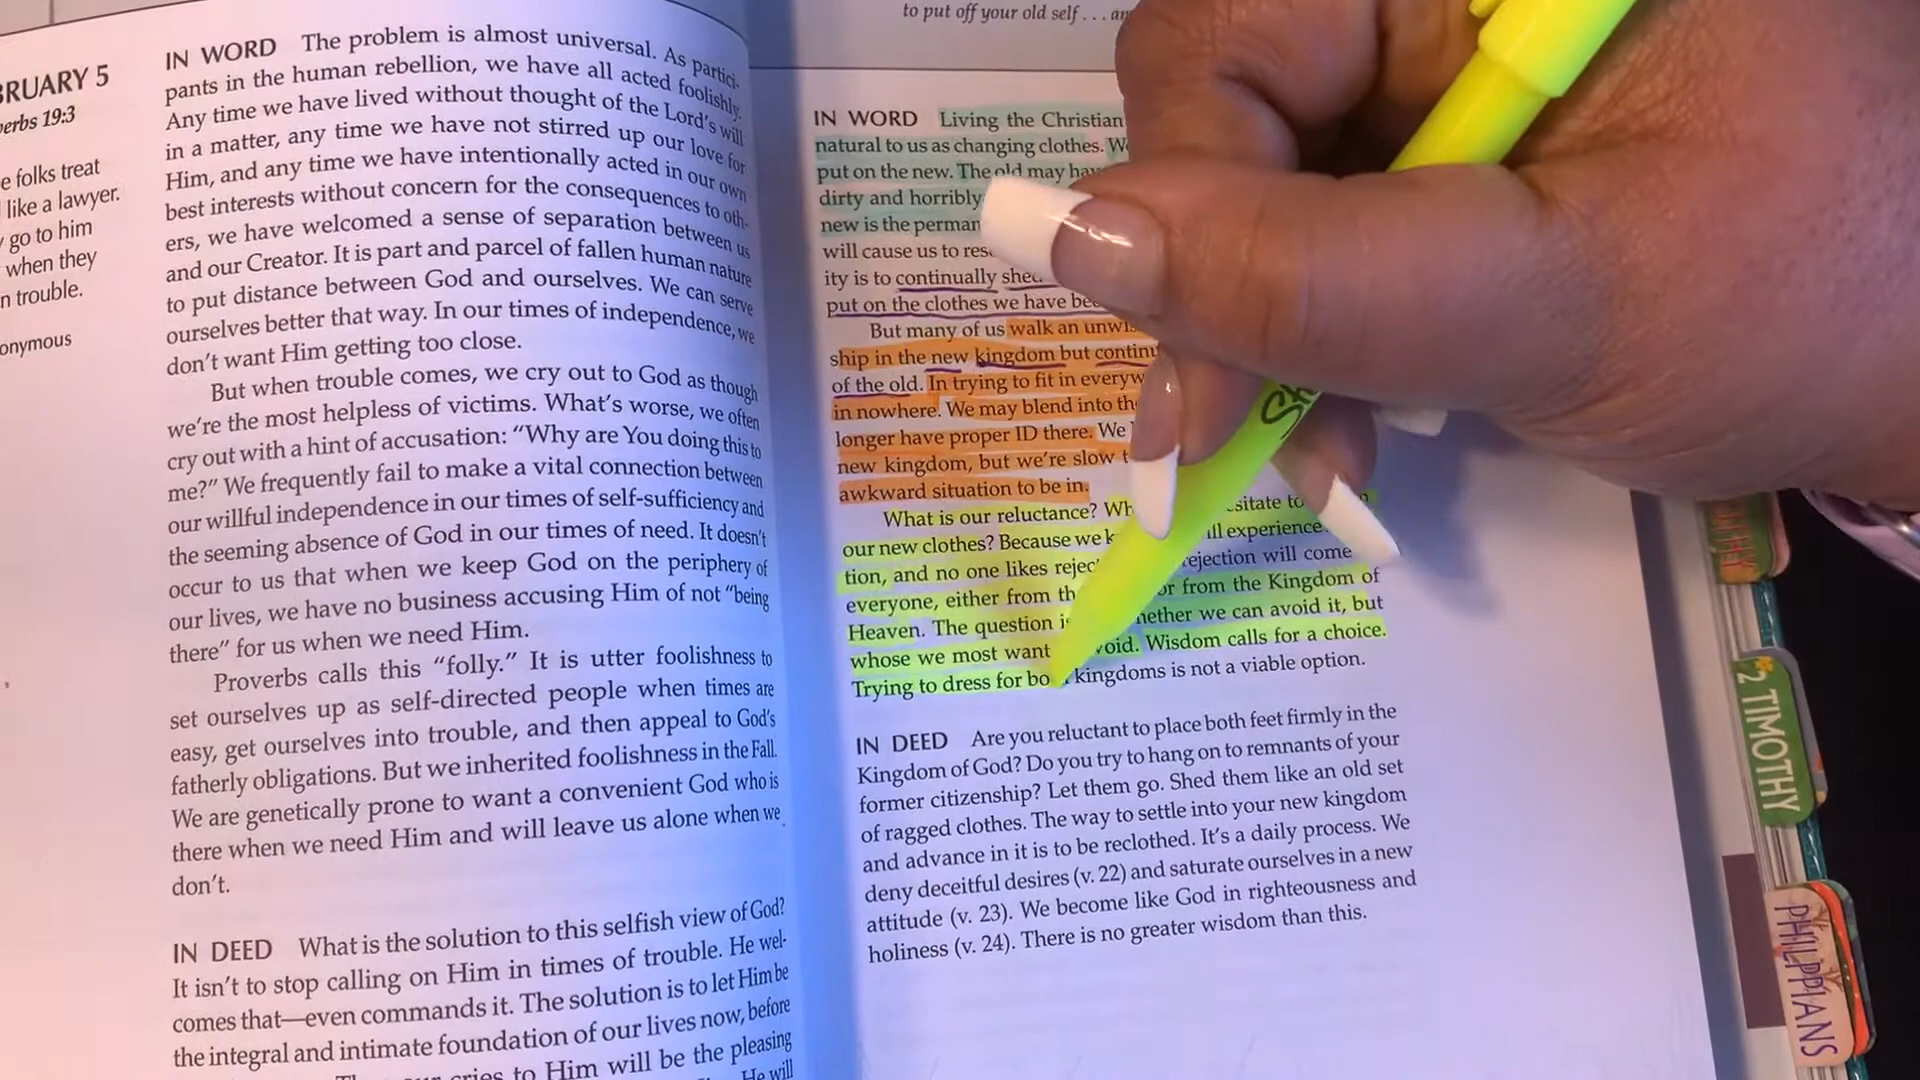 BRUARY 5
erbs 19:3
e folks treat
like a lawyer.
go to him
when they
n trouble.
onymous
IN WORD The problem is almost universal. As partici-
pants in the human rebellion, we have all acted foolishly.
Any time we have lived without thought of the Lord's will
in a matter, any time we have not stirred up our love for
Him, and any time we have intentionally acted in our own
best interests without concern for the consequences to oth-
ers, we have welcomed a sense of separation between us
and our Creator. It is part and parcel of fallen human nature
to put distance between God and ourselves. We can serve
ourselves better that way. In our times of independence, we
don't want Him getting too close.
But when trouble comes, we cry out to God as though
we're the most helpless of victims. What's worse, we often
cry out with a hint of accusation: "Why are You doing this to
me?" We frequently fail to make a vital connection between
our willful independence in our times of self-sufficiency and
the seeming absence of God in our times of need. It doesn't
occur to us that when we keep God on the periphery of
our lives, we have no business accusing Him of not "being
there" for us when we need Him.
Proverbs calls this "folly." It is utter foolishness to
set ourselves up as self-directed people when times are
easy, get ourselves into trouble, and then appeal to God's
fatherly obligations. But we inherited foolishness in the Fall.
We are genetically prone to want a convenient God who is
there when we need Him and will leave us alone when we
don't.
IN DEED What is the solution to this selfish view of God?
It isn't to stop calling on Him in times of trouble. He wel-
comes that—even commands it. The solution is to let Him be
the integral and intimate foundation of our lives now, before
cries to Him will be the pleasing
He will
to put off your old self . . .
IN WORD Living the Christian
natural to us as changing clothes.
put on the new. The old may hav
dirty and horribly
new is the perman
will cause us to res
ity is to continually shed
put on the clothes we have bee
But many of us walk an unwi
ship in the new kingdom but continu
of the old. In trying to fit in everyw
in nowhere. We may blend into th
longer have proper ID there. We
new kingdom, but we're slow t
awkward situation to be in.
What is our reluctance? Wh sitate to
our new clothes? Because we k ll experience
tion, and no one likes rejec rejection will come
everyone, either from th or from the Kingdom of
Heaven. The question i hether we can avoid it, but
whose we most want void. Wisdom calls for a choice.
Trying to dress for bo kingdoms is not a viable option.
IN DEED Are you reluctant to place both feet firmly in the
Kingdom of God? Do you try to hang on to remnants of your
former citizenship? Let them go. Shed them like an old set
of ragged clothes. The way to settle into your new kingdom
and advance in it is to be reclothed. It's a daily process. We
deny deceitful desires (v. 22) and saturate ourselves in a new
attitude (v. 23). We become like God in righteousness and
holiness (v. 24). There is no greater wisdom than this.
2 TIMOTHY
PHILIPPIANS